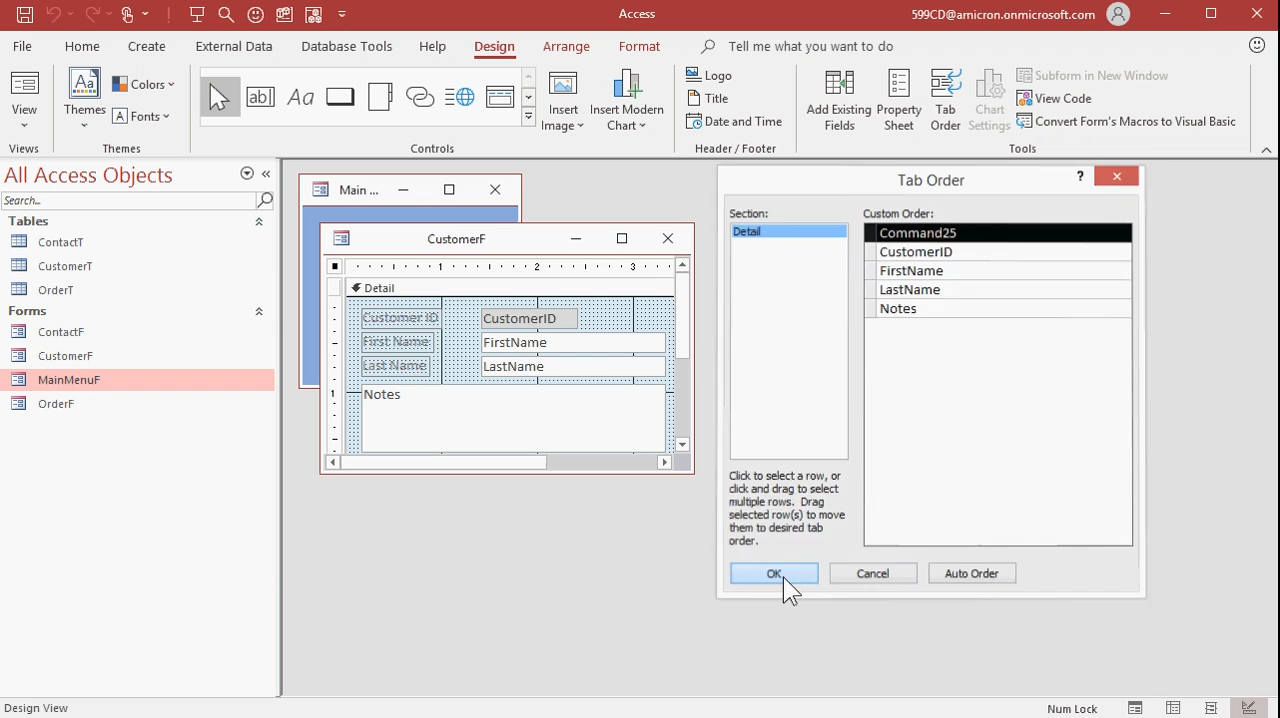 Access
599CD@amicron.onmicrosoft.com
File
Home
Create
External Data
Database Tools
Help
Design
Arrange
Format
Tell me what you want to do
View
Views
Themes
Colors
Fonts
Themes
ab|
Aa
Controls
Insert
Image
Insert Modern
Chart
Logo
Title
Date and Time
Header / Footer
Add Existing
Fields
Property
Sheet
Tab
Order
Chart
Settings
Subform in New Window
View Code
Convert Form's Macros to Visual Basic
Tools
All Access Objects
Search...
Tables
ContactT
CustomerT
OrderT
Forms
ContactF
CustomerF
MainMenuF
OrderF
Main ...
CustomerF
1 2 3
Detail
Customer ID
CustomerID
First Name
FirstName
Last Name
LastName
1
Notes
Tab Order
?
Section:
Detail
Custom Order:
Command25
CustomerID
FirstName
LastName
Notes
Click to select a row, or
click and drag to select
multiple rows. Drag
selected row(s) to move
them to desired tab
order.
OK
Cancel
Auto Order
Design View
Num Lock